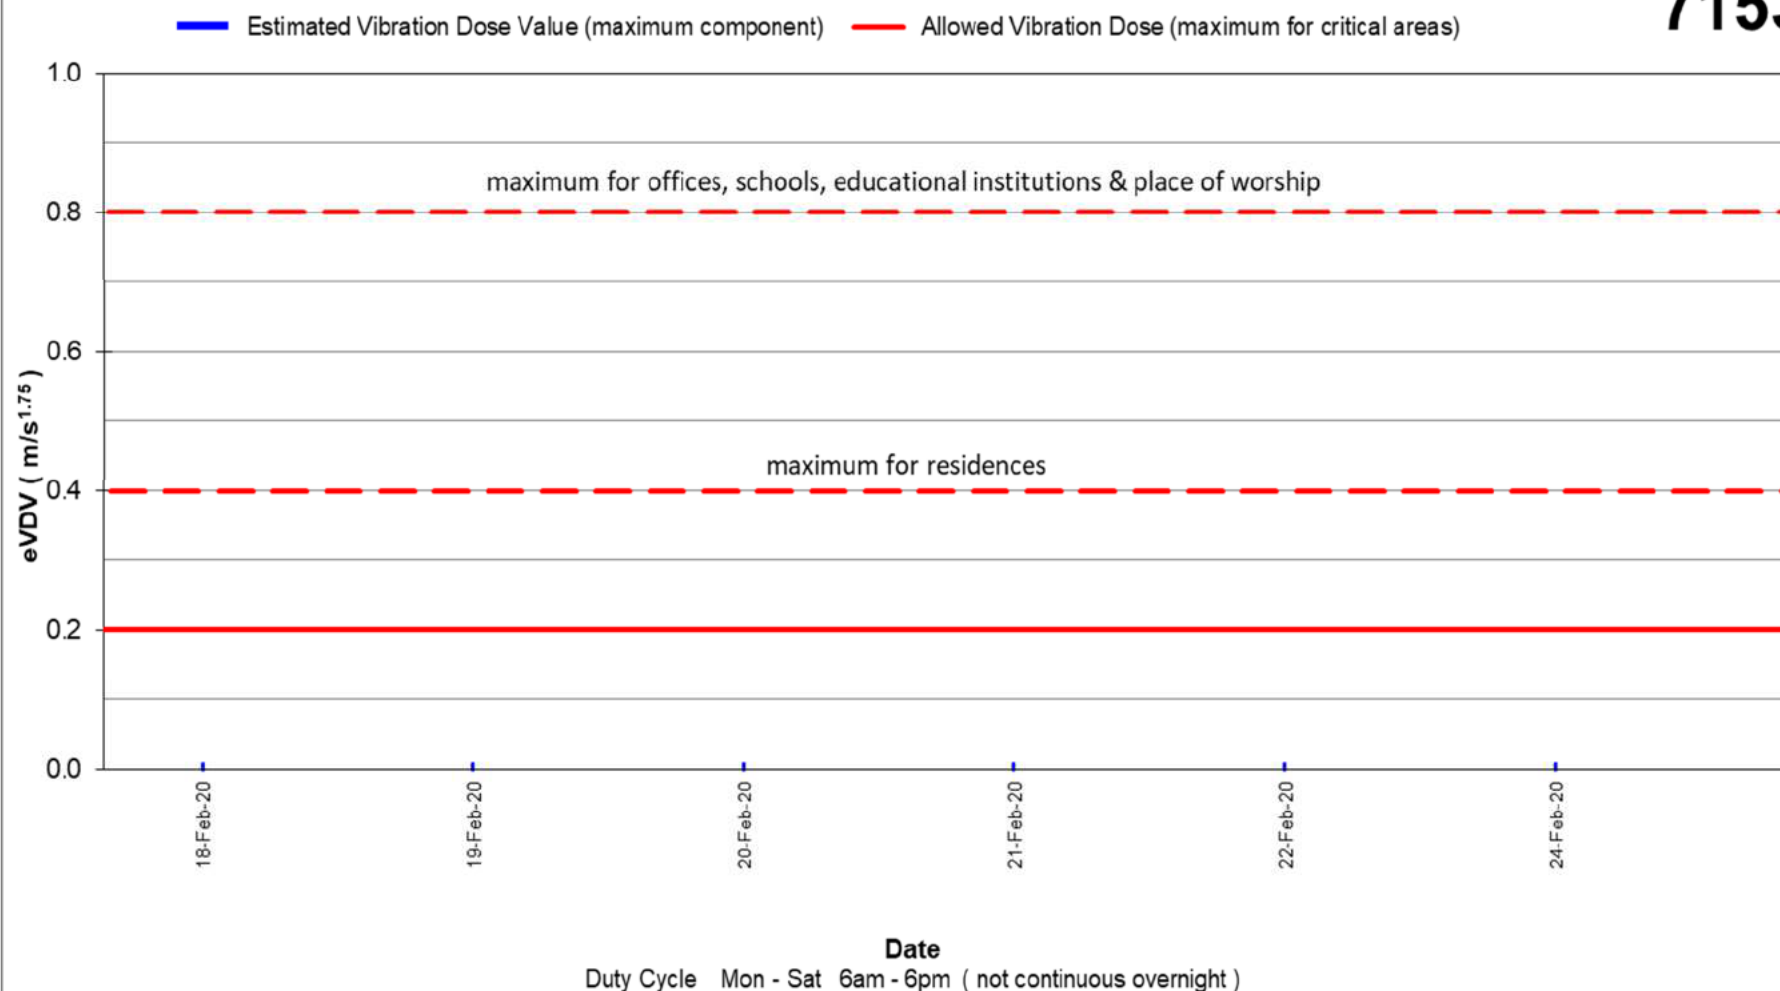 Estimated Vibration Dose Value (maximum component) Allowed Vibration Dose (maximum for critical areas)
1.0
maximum for offices, schools, educational institutions & place of worship
0.8
0.6
eVDV ( m/s^1.75 )
maximum for residences
0.4
0.2
0.0
18-Feb-20 19-Feb-20 20-Feb-20 21-Feb-20 22-Feb-20 24-Feb-20
Date
Duty Cycle Mon - Sat 6am - 6pm ( not continuous overnight )